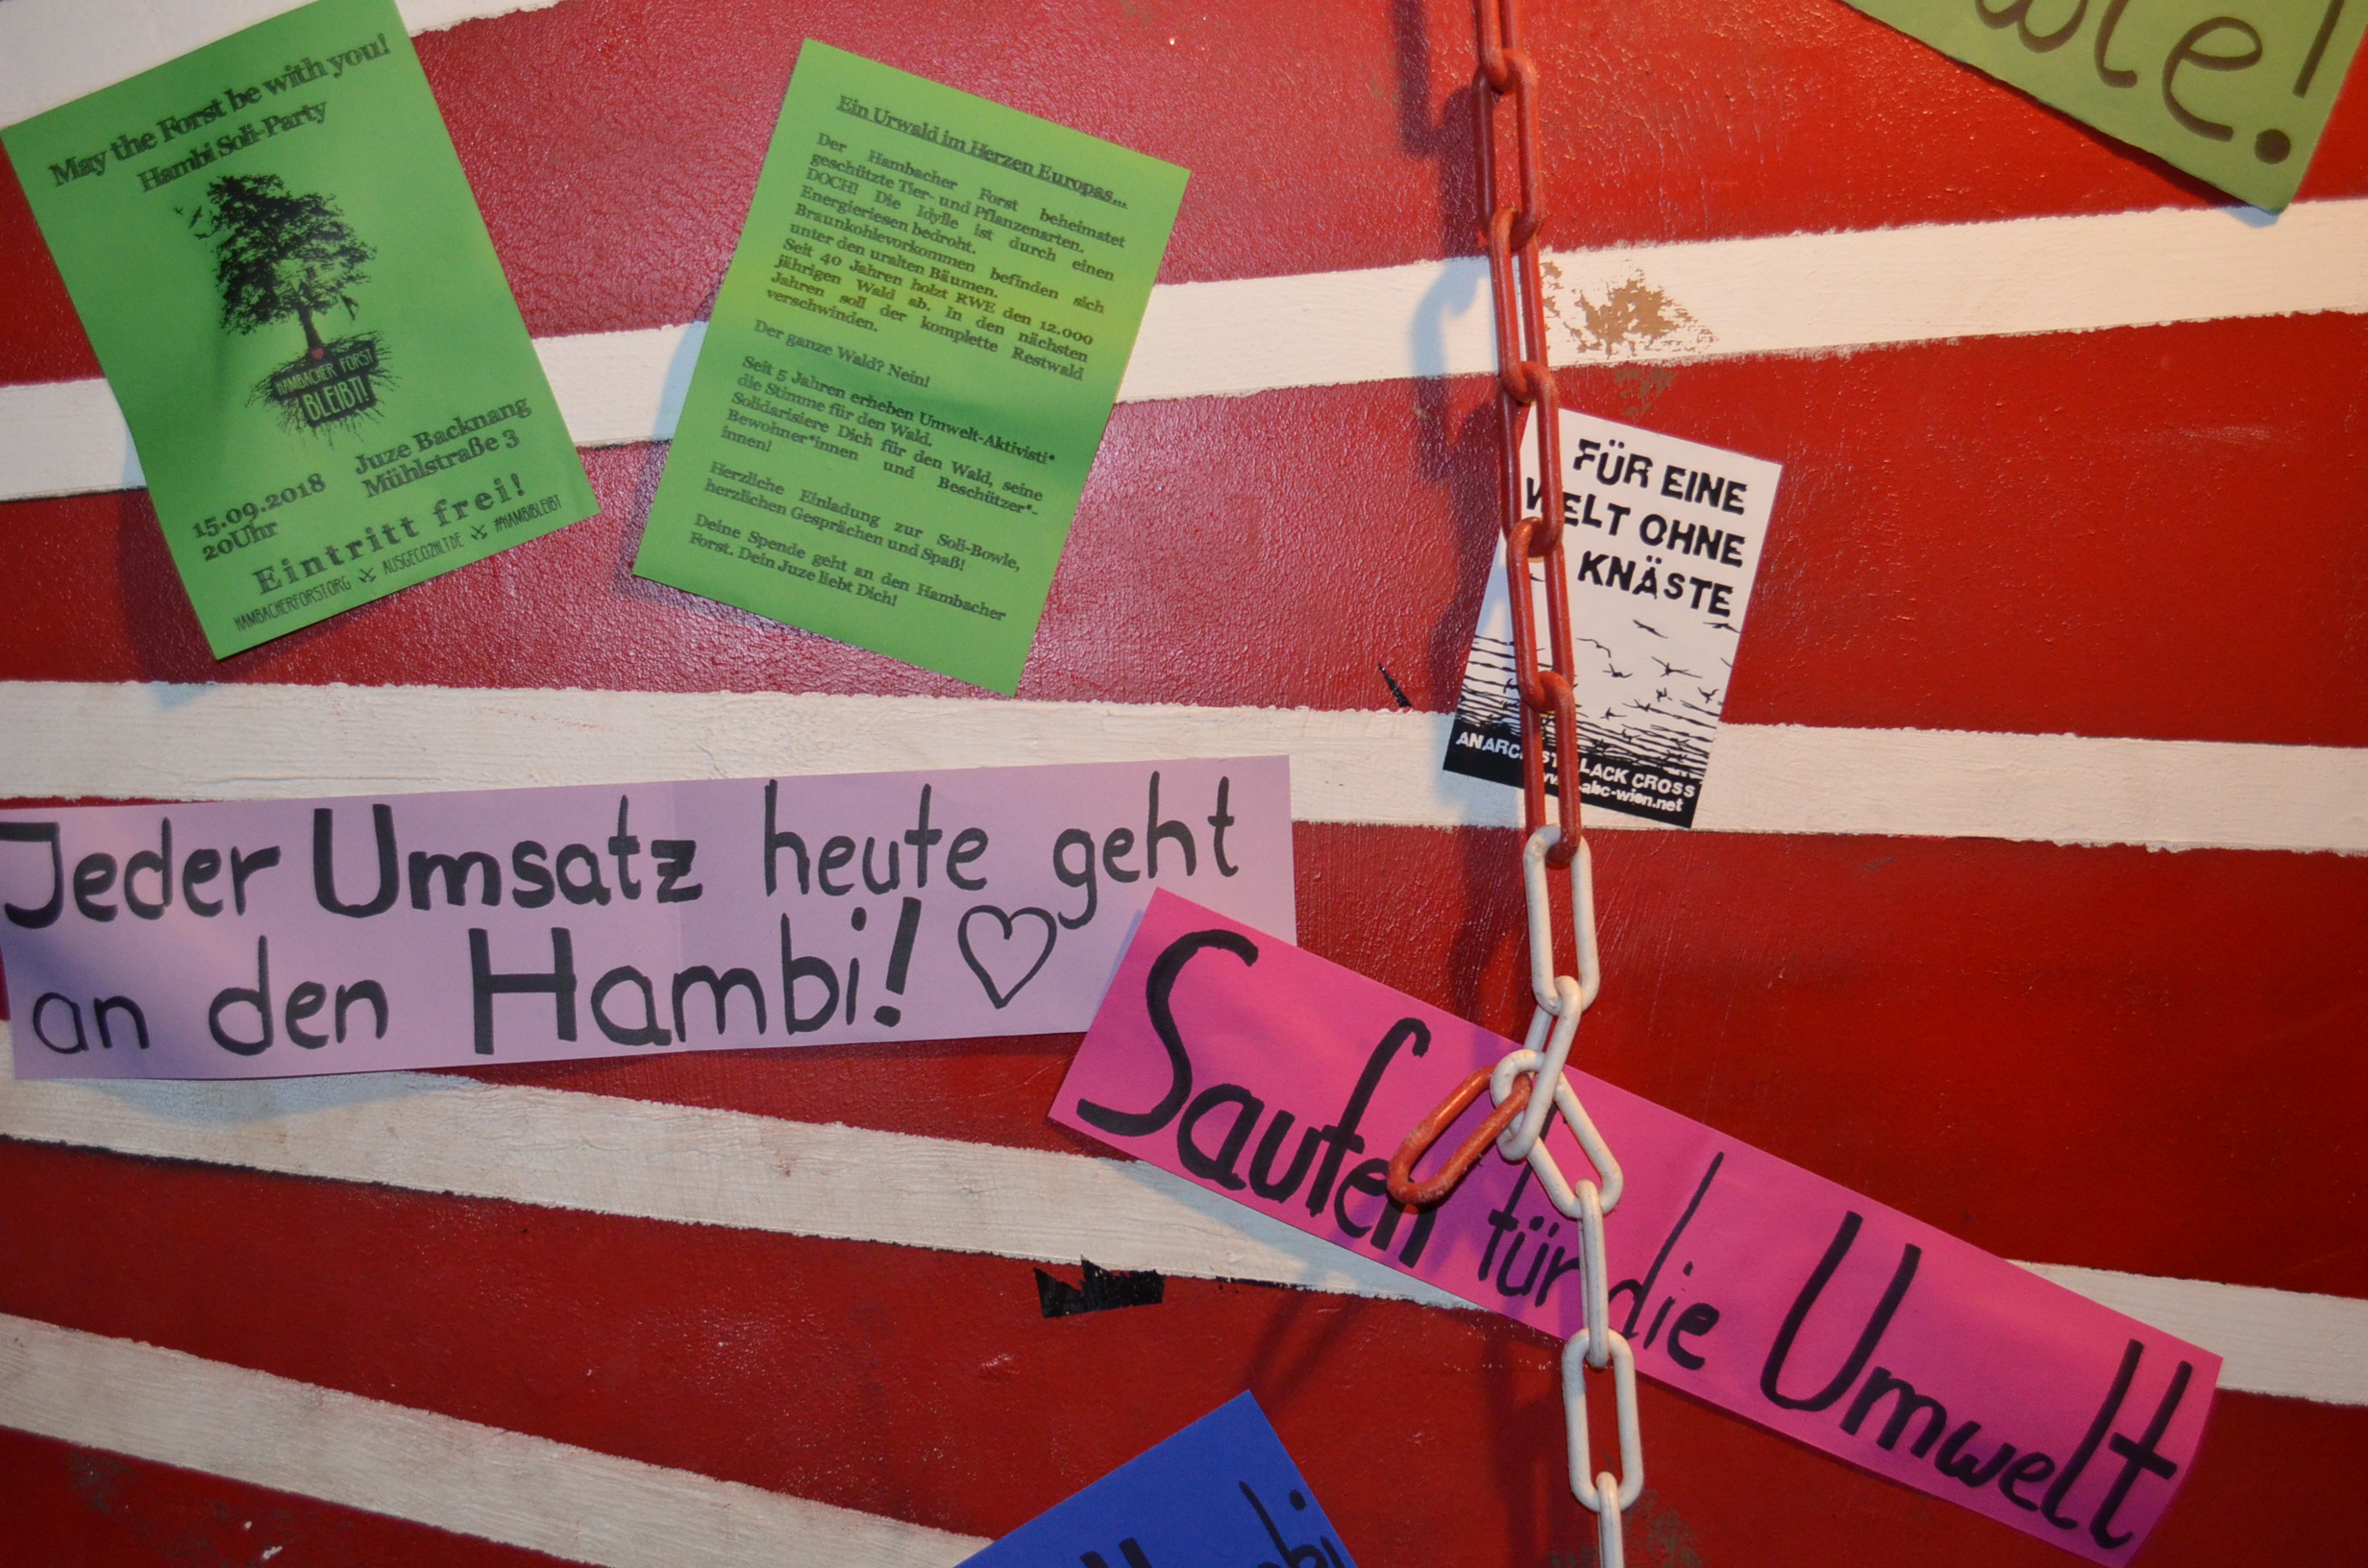 May the Forst be with you!
Hambi Soli-Party
HAMBACHER FORST
BLEIBT!
15.09.2018
20Uhr
Juze Backnang
Mühlstraße 3
Eintritt frei!
HAMBACHERFORST.ORG AUSGECO2HLT.DE #HAMBIBLEIBT
Ein Urwald im Herzen Europas...
Der Hambacher Forst beheimatet
geschützte Tier- und Pflanzenarten.
DOCH! Die Idylle ist durch einen
Energieriesen bedroht.
Braunkohlevorkommen befinden sich
unter den uralten Bäumen.
Seit 40 Jahren holzt RWE den 12.000
jährigen Wald ab. In den nächsten
Jahren soll der komplette Restwald
verschwinden.
Der ganze Wald? Nein!
Seit 5 Jahren erheben Umwelt-Aktivisti*
die Stimme für den Wald.
Solidarisiere Dich für den Wald, seine
Bewohner*innen und Beschützer*-
innen!
Herzliche Einladung zur Soli-Bowle,
herzlichen Gesprächen und Spaß!
Deine Spende geht an den Hambacher
Forst. Dein Juze liebt Dich!
wle!
FÜR EINE
WELT OHNE
KNÄSTE
CROSS
abc-wien.net
Jeder Umsatz heute geht
an den Hambi! ♡
Saufen für die Umwelt